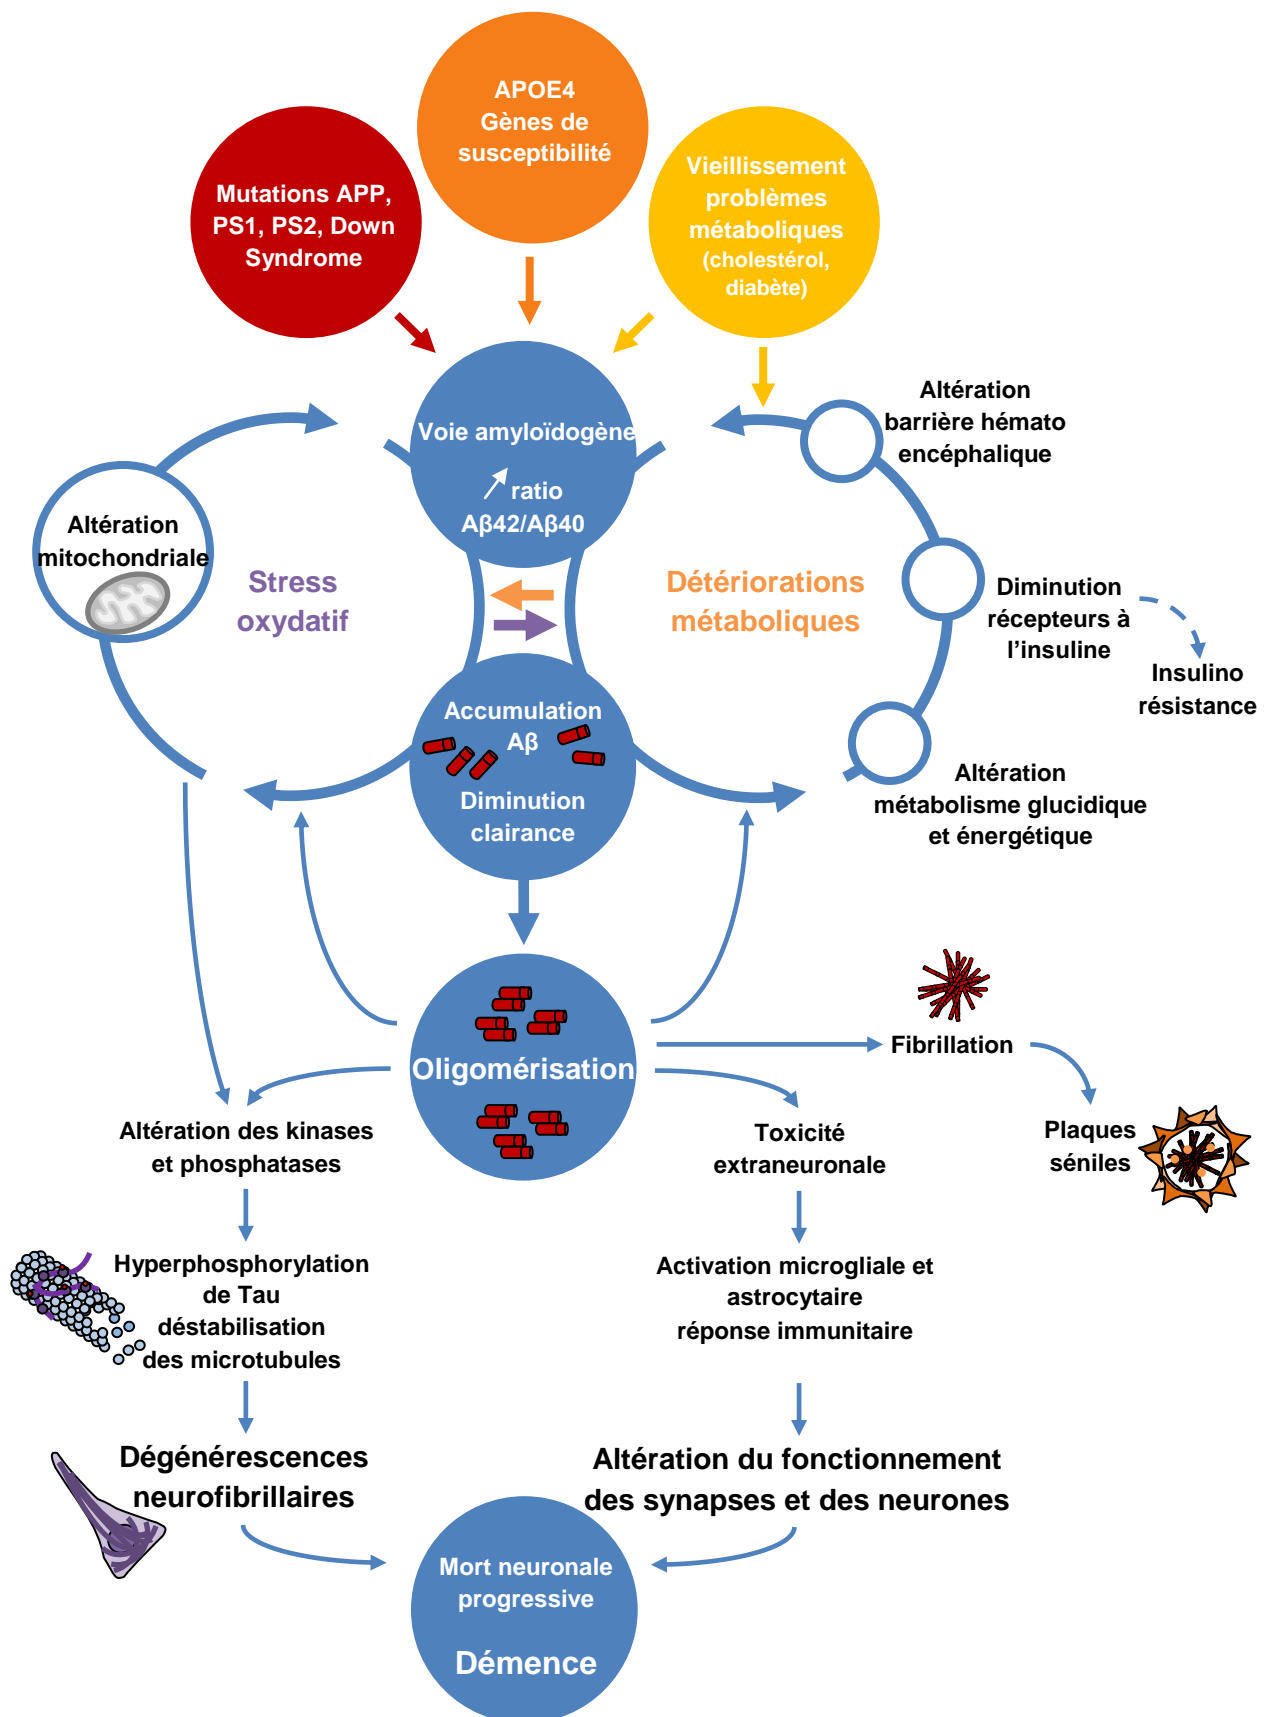 APOE4
Gènes de
susceptibilité
Mutations APP,
PS1, PS2, Down
Syndrome
Vieillissement
problèmes
métaboliques
(cholestérol,
diabète)
Voie amyloïdogène
ratio
Aβ42/Aβ40
Altération
barrière hémato
encéphalique
Altération
mitochondriale
Stress
oxydatif
Détériorations
métaboliques
Diminution
récepteurs à
l’insuline
Insulino
résistance
Accumulation
Aβ
Diminution
clairance
Altération
métabolisme glucidique
et énergétique
Oligomérisation
Fibrillation
Plaques
séniles
Altération des kinases
et phosphatases
Toxicité
extraneuronale
Hyperphosphorylation
de Tau
déstabilisation
des microtubules
Activation microgliale et
astrocytaire
réponse immunitaire
Dégénérescences
neurofibrillaires
Altération du fonctionnement
des synapses et des neurones
Mort neuronale
progressive
Démence